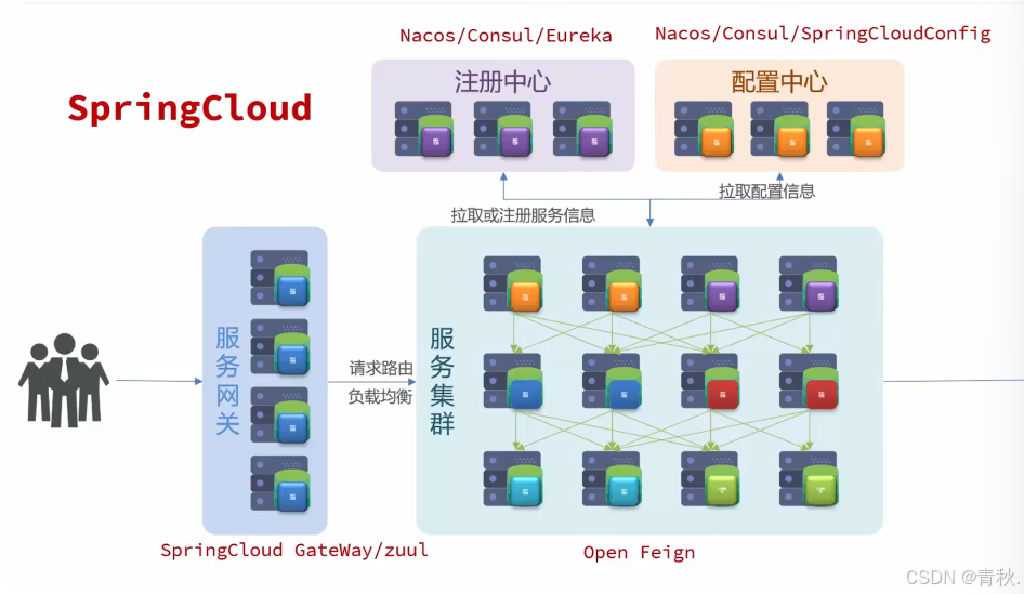 Nacos/Consul/Eureka
Nacos/Consul/SpringCloudConfig
SpringCloud
注册中心
配置中心
拉取或注册服务信息
拉取配置信息
服务网关
请求路由
负载均衡
服务集群
SpringCloud GateWay/zuul
Open Feign
CSDN @青秋.